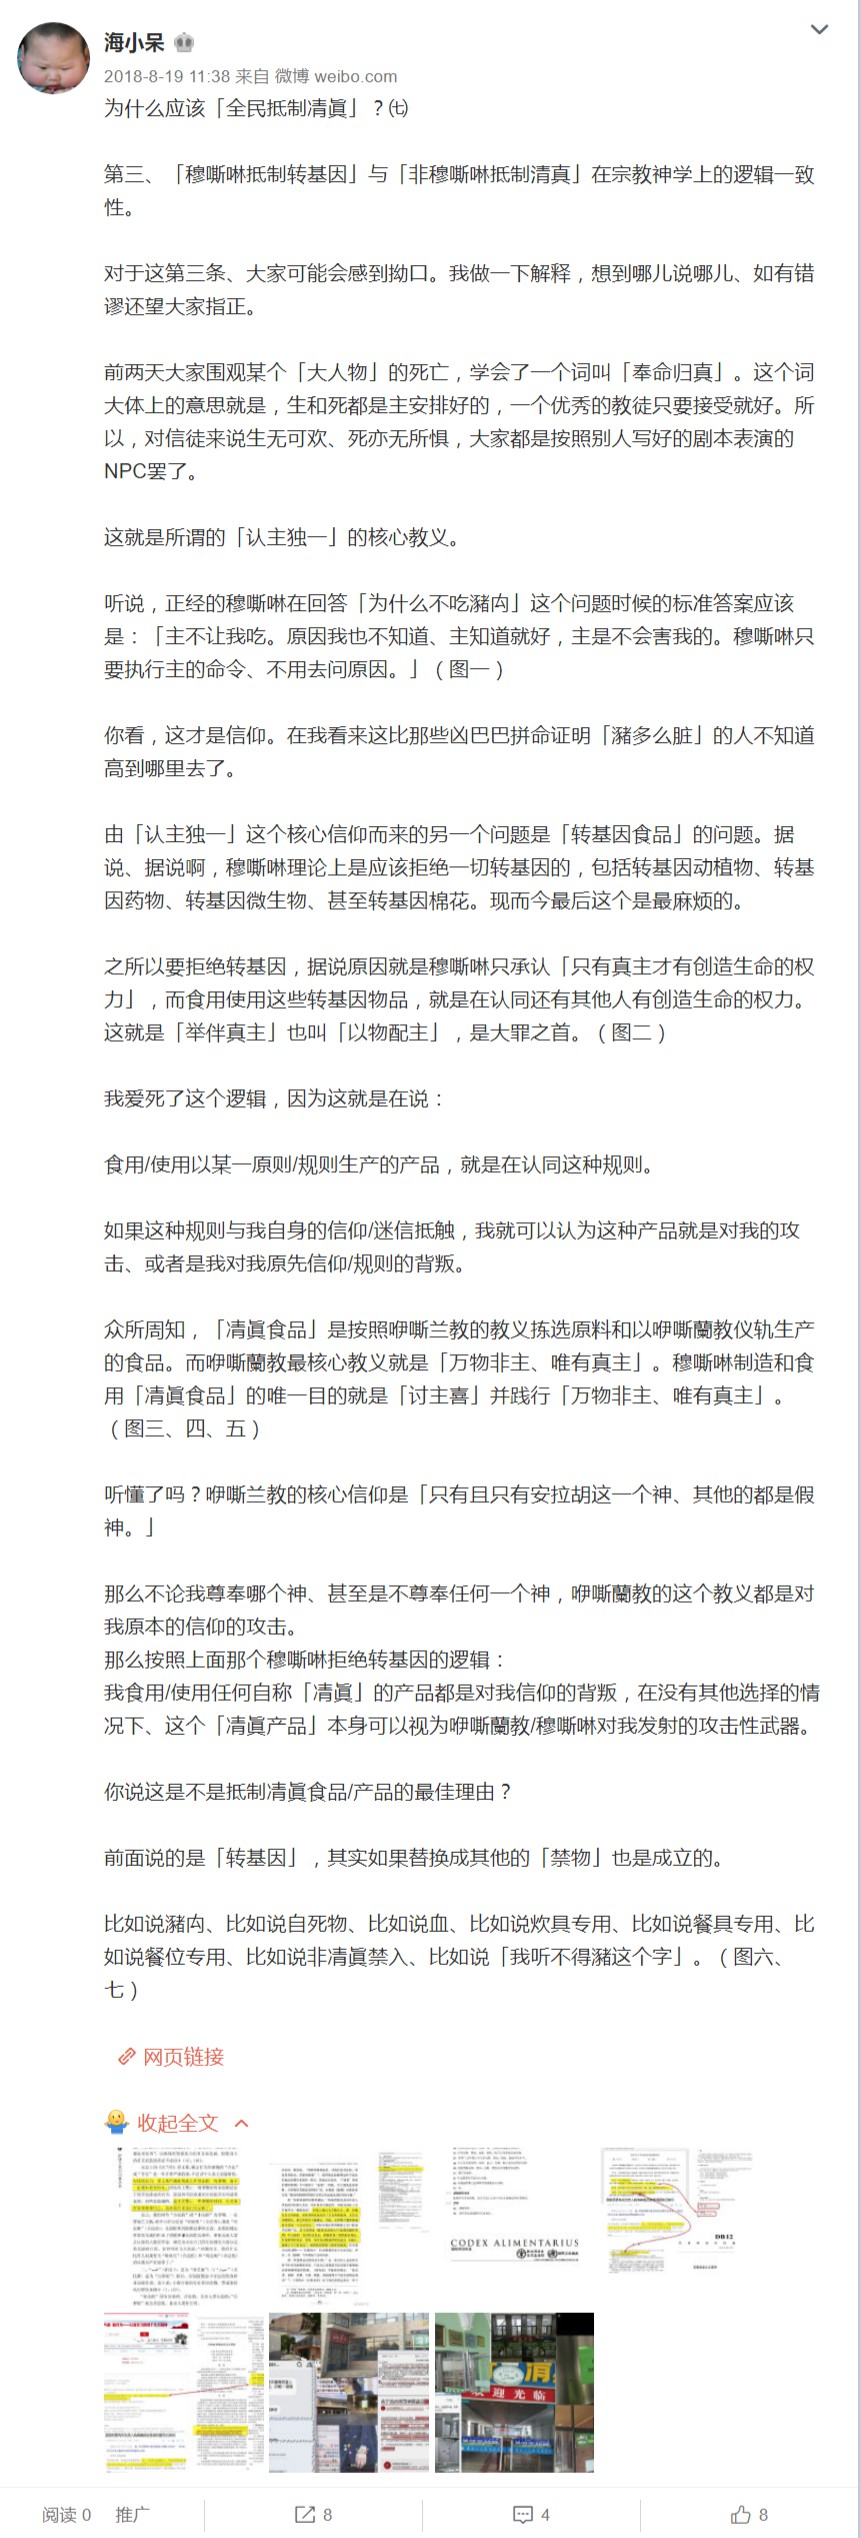 海小呆
2018-8-19 11:38 来自 微博 weibo.com
为什么应该「全民抵制凊眞」？㈦
第三、「穆嘶啉抵制转基因」与「非穆嘶啉抵制清真」在宗教神学上的逻辑一致
性。
对于这第三条、大家可能会感到拗口。我做一下解释，想到哪儿说哪儿、如有错
谬还望大家指正。
前两天大家围观某个「大人物」的死亡，学会了一个词叫「奉命归真」。这个词
大体上的意思就是，生和死都是主安排好的，一个优秀的教徒只要接受就好。所
以，对信徒来说生无可欢、死亦无所惧，大家都是按照别人写好的剧本表演的
NPC罢了。
这就是所谓的「认主独一」的核心教义。
听说，正经的穆嘶啉在回答「为什么不吃豬禸」这个问题时候的标准答案应该
是：「主不让我吃。原因我也不知道、主知道就好，主是不会害我的。穆嘶啉只
要执行主的命令、不用去问原因。」（图一）
你看，这才是信仰。在我看来这比那些凶巴巴拼命证明「豬多么脏」的人不知道
高到哪里去了。
由「认主独一」这个核心信仰而来的另一个问题是「转基因食品」的问题。据
说、据说啊，穆嘶啉理论上是应该拒绝一切转基因的，包括转基因动植物、转基
因药物、转基因微生物、甚至转基因棉花。现而今最后这个是最麻烦的。
之所以要拒绝转基因，据说原因就是穆嘶啉只承认「只有真主才有创造生命的权
力」，而食用使用这些转基因物品，就是在认同还有其他人有创造生命的权力。
这就是「举伴真主」也叫「以物配主」，是大罪之首。（图二）
我爱死了这个逻辑，因为这就是在说：
食用/使用以某一原则/规则生产的产品，就是在认同这种规则。
如果这种规则与我自身的信仰/迷信抵触，我就可以认为这种产品就是对我的攻
击、或者是我对我原先信仰/规则的背叛。
众所周知，「凊眞食品」是按照咿嘶兰教的教义拣选原料和以咿嘶蘭教仪轨生产
的食品。而咿嘶蘭教最核心教义就是「万物非主、唯有真主」。穆嘶啉制造和食
用「凊眞食品」的唯一目的就是「讨主喜」并践行「万物非主、唯有真主」。
（图三、四、五）
听懂了吗？咿嘶兰教的核心信仰是「只有且只有安拉胡这一个神、其他的都是假
神。」
那么不论我尊奉哪个神、甚至是不尊奉任何一个神，咿嘶蘭教的这个教义都是对
我原本的信仰的攻击。
那么按照上面那个穆嘶啉拒绝转基因的逻辑：
我食用/使用任何自称「凊眞」的产品都是对我信仰的背叛，在没有其他选择的情
况下、这个「凊眞产品」本身可以视为咿嘶蘭教/穆嘶啉对我发射的攻击性武器。
你说这是不是抵制凊眞食品/产品的最佳理由？
前面说的是「转基因」，其实如果替换成其他的「禁物」也是成立的。
比如说豬禸、比如说自死物、比如说血、比如说炊具专用、比如说餐具专用、比
如说餐位专用、比如说非凊眞禁入、比如说「我听不得豬这个字」。（图六、
七）
网页链接
收起全文
CODEX ALIMENTARIUS
DB12
欢迎光临
阅读 0 推广 8 4 8